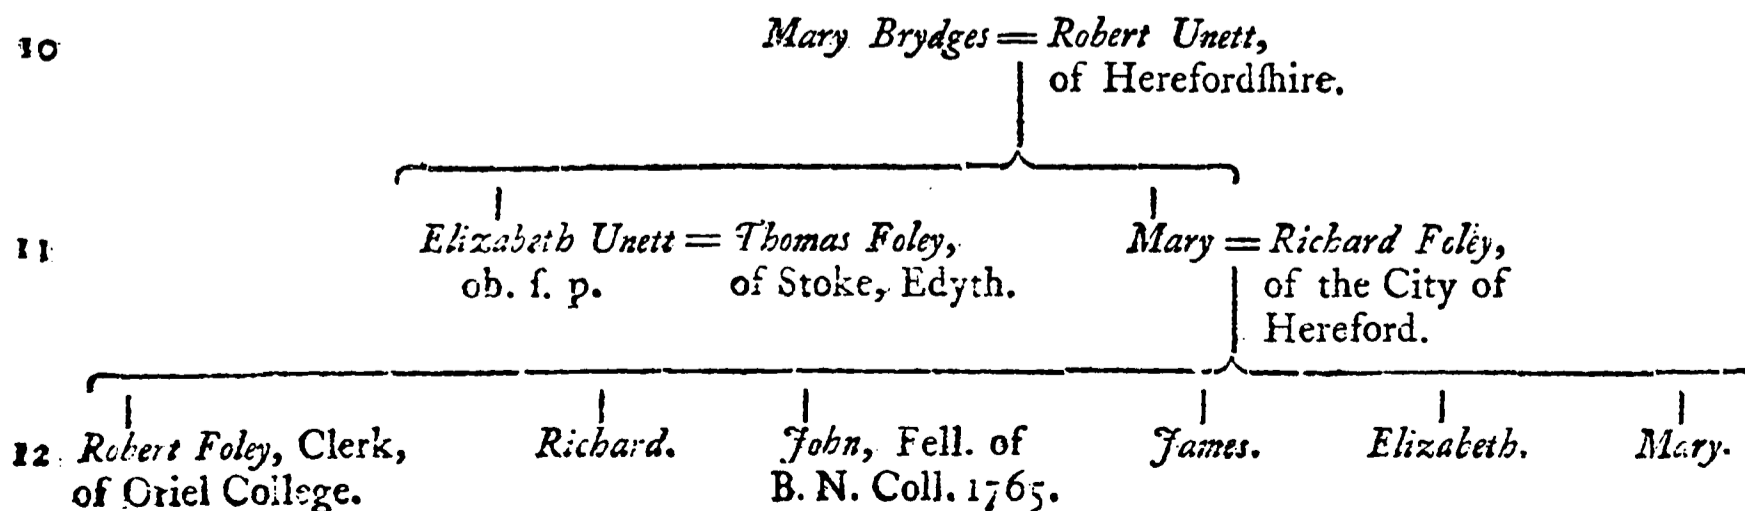 10 Mary Brydges = Robert Unett,
of Herefordſhire.
11 Elizabeth Unett = Thomas Foley, Mary = Richard Foley,
ob. ſ. p. of Stoke, Edyth. of the City of
Hereford.
12 Robert Foley, Clerk, Richard. John, Fell. of James. Elizabeth. Mary.
of Oriel College. B. N. Coll. 1765.